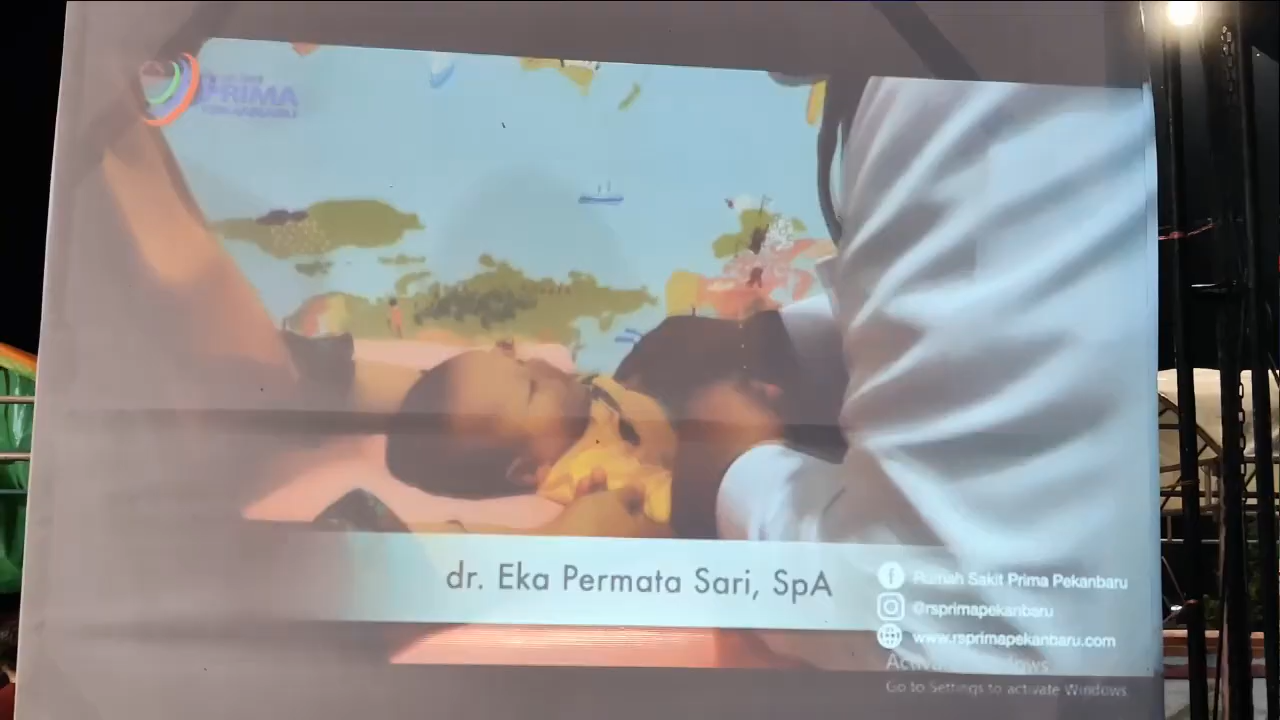 PRIMA
dr. Eka Permata Sari, SpA
Rumah Sakit Prima Pekanbaru
@rsprimapekanbaru
www.rsprimapekanbaru.com
Activate Windows
Go to Settings to activate Windows.